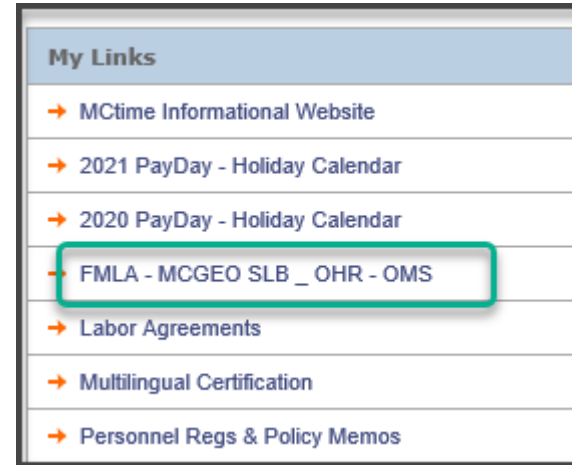 My Links
MCtime Informational Website
2021 PayDay - Holiday Calendar
2020 PayDay - Holiday Calendar
FMLA - MCGEO SLB _ OHR - OMS
Labor Agreements
Multilingual Certification
Personnel Regs & Policy Memos